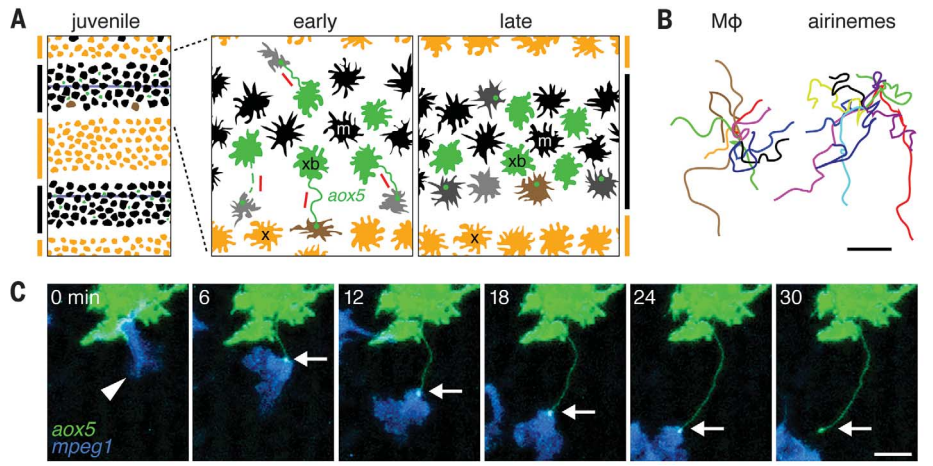 A
juvenile
early
late
m
xb
aox5
x
m
xb
x
B
Mϕ
airinemes
C
0 min
6
12
18
24
30
aox5
mpeg1